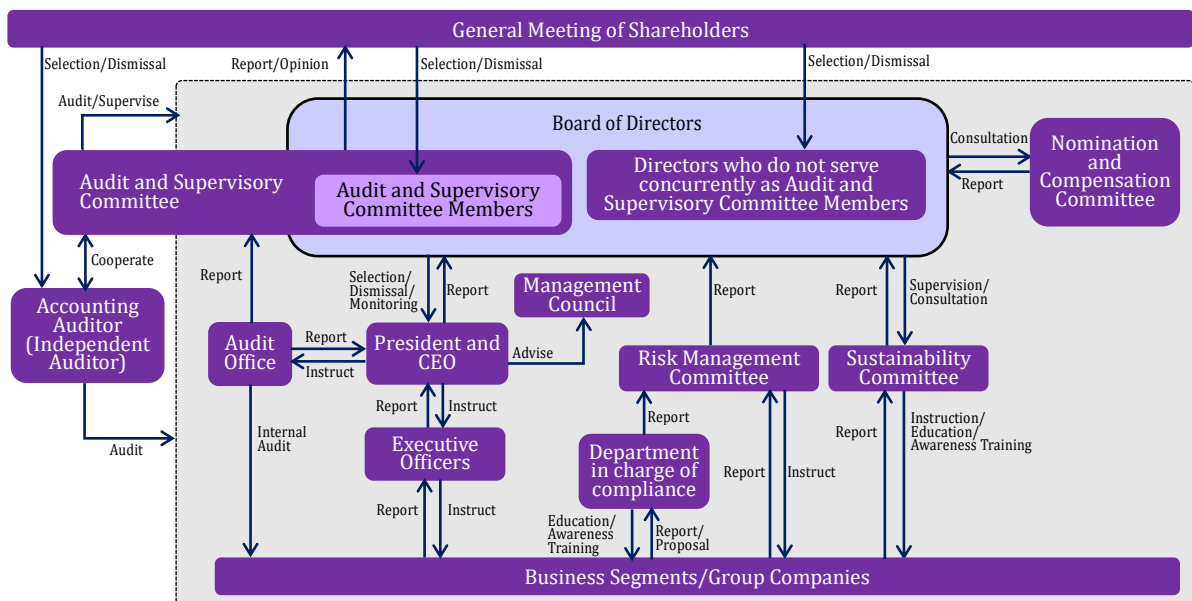 General Meeting of Shareholders
Selection/Dismissal
Report/Opinion
Selection/Dismissal
Selection/Dismissal
Audit/Supervise
Board of Directors
Audit and Supervisory
Committee
Audit and Supervisory
Committee Members
Directors who do not serve
concurrently as Audit and
Supervisory Committee Members
Consultation
Report
Nomination
and
Compensation
Committee
Cooperate
Report
Selection/
Dismissal/
Monitoring
Report
Management
Council
Report
Report
Supervision/
Consultation
Accounting
Auditor
(Independent
Auditor)
Audit
Office
Report
Instruct
President and
CEO
Advise
Risk Management
Committee
Sustainability
Committee
Report
Instruct
Report
Audit
Internal
Audit
Executive
Officers
Department
in charge of
compliance
Report
Instruct
Report
Instruction/
Education/
Awareness Training
Report
Instruct
Education/
Awareness
Training
Report/
Proposal
Business Segments/Group Companies